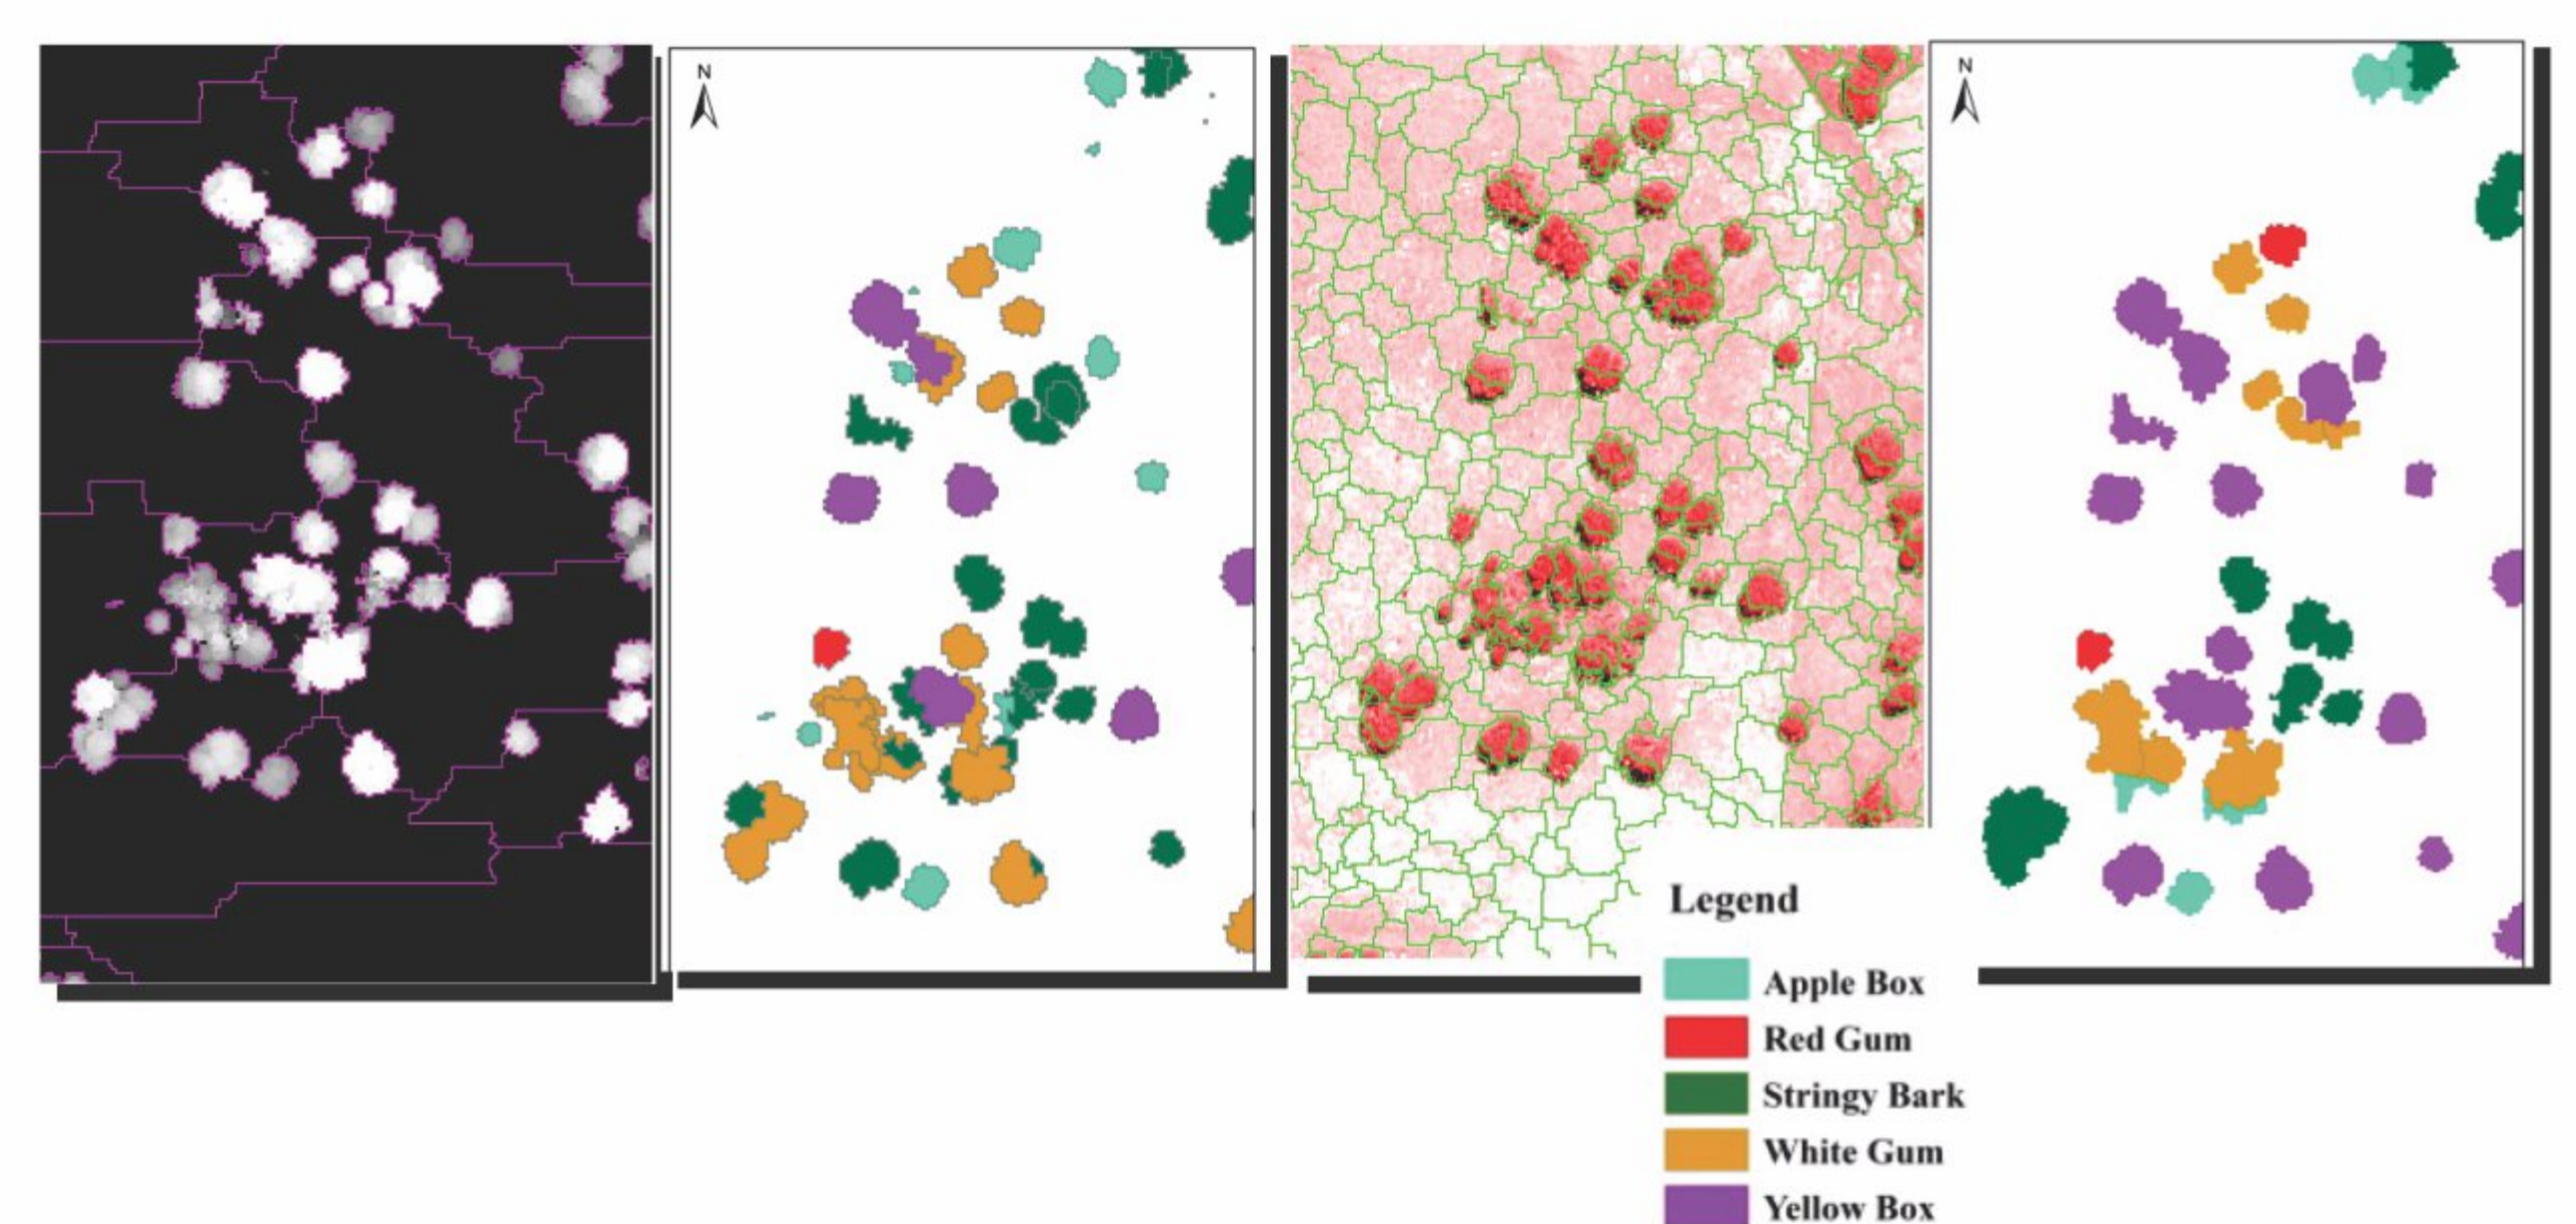 N
N
Legend
Apple Box
Red Gum
Stringy Bark
White Gum
Yellow Box